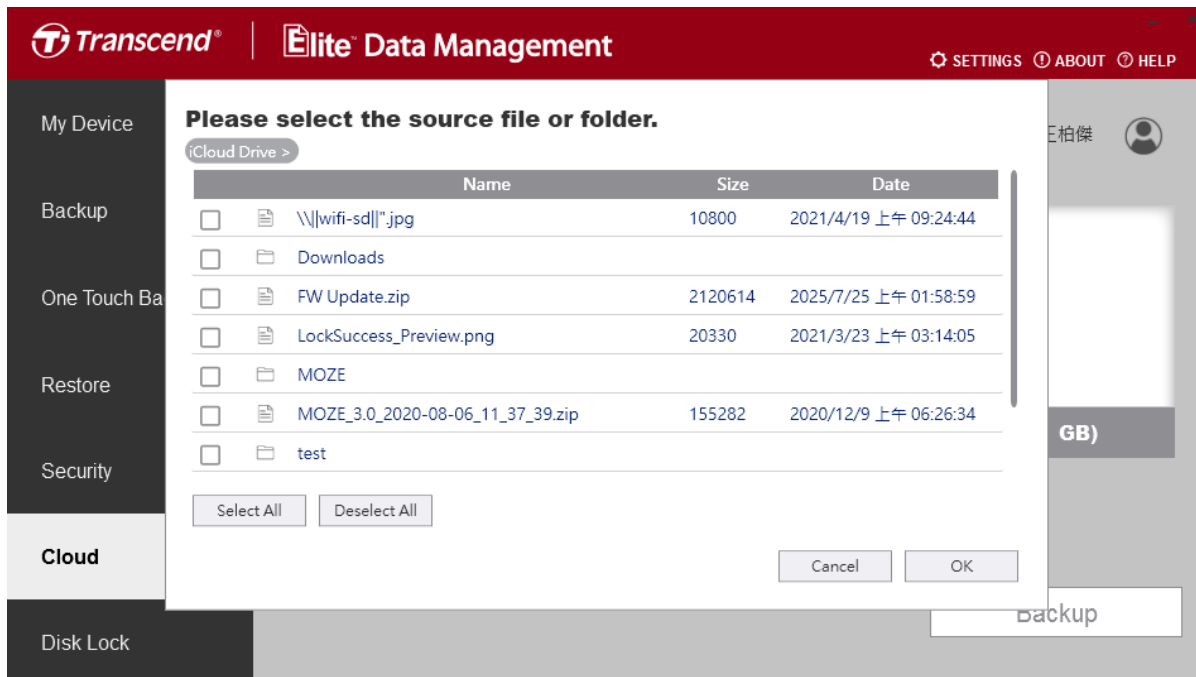 Transcend® Elite™ Data Management
SETTINGS ABOUT HELP
My Device
Backup
One Touch Ba
Restore
Security
Cloud
Disk Lock
Please select the source file or folder.
iCloud Drive >
Name Size Date
\\||wifi-sd||".jpg 10800 2021/4/19 上午 09:24:44
Downloads
FW Update.zip 2120614 2025/7/25 上午 01:58:59
LockSuccess_Preview.png 20330 2021/3/23 上午 03:14:05
MOZE
MOZE_3.0_2020-08-06_11_37_39.zip 155282 2020/12/9 上午 06:26:34
test
Select All Deselect All
Cancel OK
王柏傑
GB)
Backup